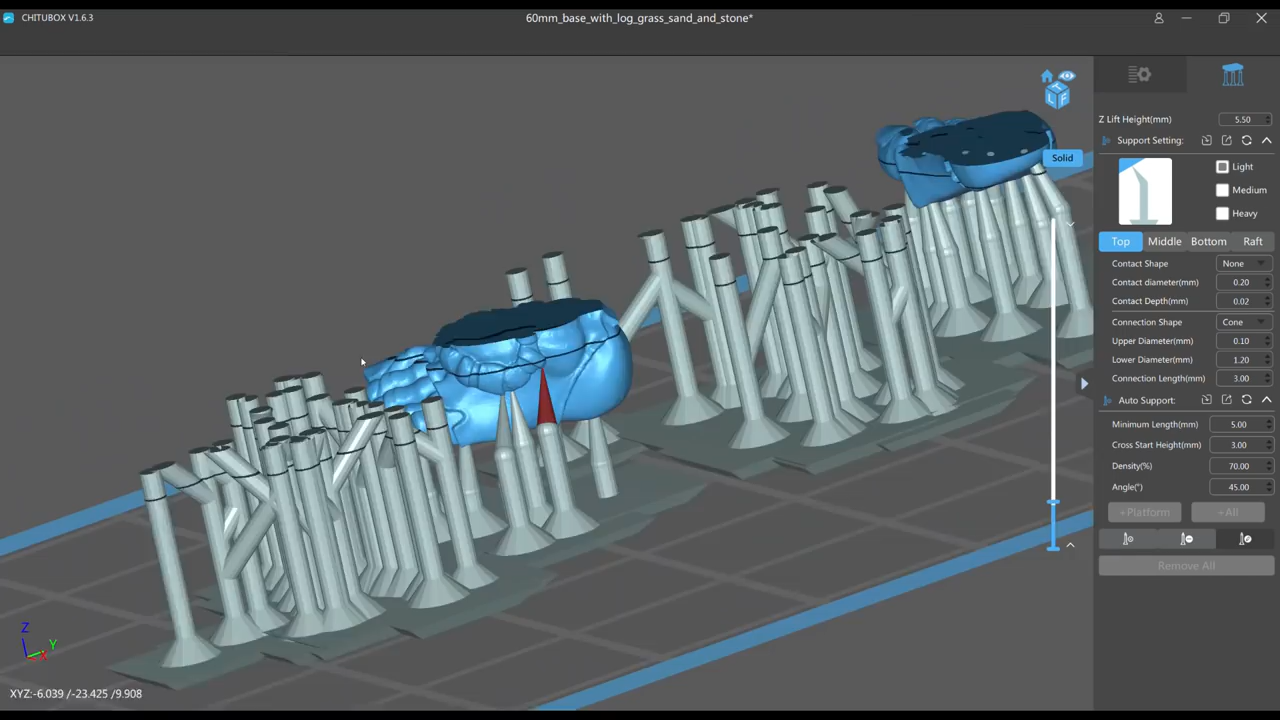 CHITUBOX V1.6.3
60mm_base_with_log_grass_sand_and_stone*
Z Lift Height(mm) 5.50
Support Setting:
Solid
Light
Medium
Heavy
Top Middle Bottom Raft
Contact Shape None
Contact diameter(mm) 0.20
Contact Depth(mm) 0.02
Connection Shape Cone
Upper Diameter(mm) 0.10
Lower Diameter(mm) 1.20
Connection Length(mm) 3.00
Auto Support:
Minimum Length(mm) 5.00
Cross Start Height(mm) 3.00
Density(%) 70.00
Angle(°) 45.00
+Platform +All
Remove All
Z
Y
X
XYZ:-6.039 /-23.425 /9.908